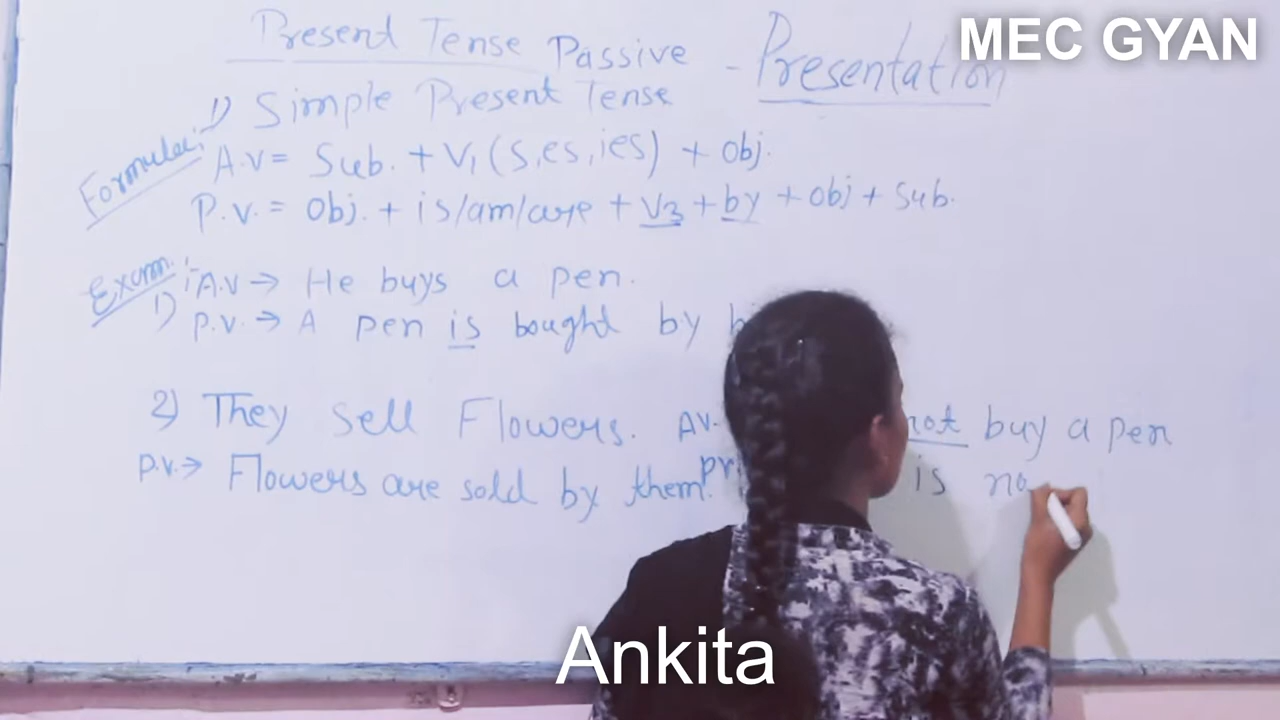 MEC GYAN
Present Tense Passive - Presentation
1) Simple Present Tense
Formulae:
A.V = Sub. + V1 (s, es, ies) + obj.
P.V. = Obj. + is/am/are + V3 + by + obj + Sub.
Exam. :-
1) A.V → He buys a pen.
P.V. → A pen is bought by
2) They sell Flowers.
P.V. → Flowers are sold by them.
AV. not buy a pen
is no
Ankita